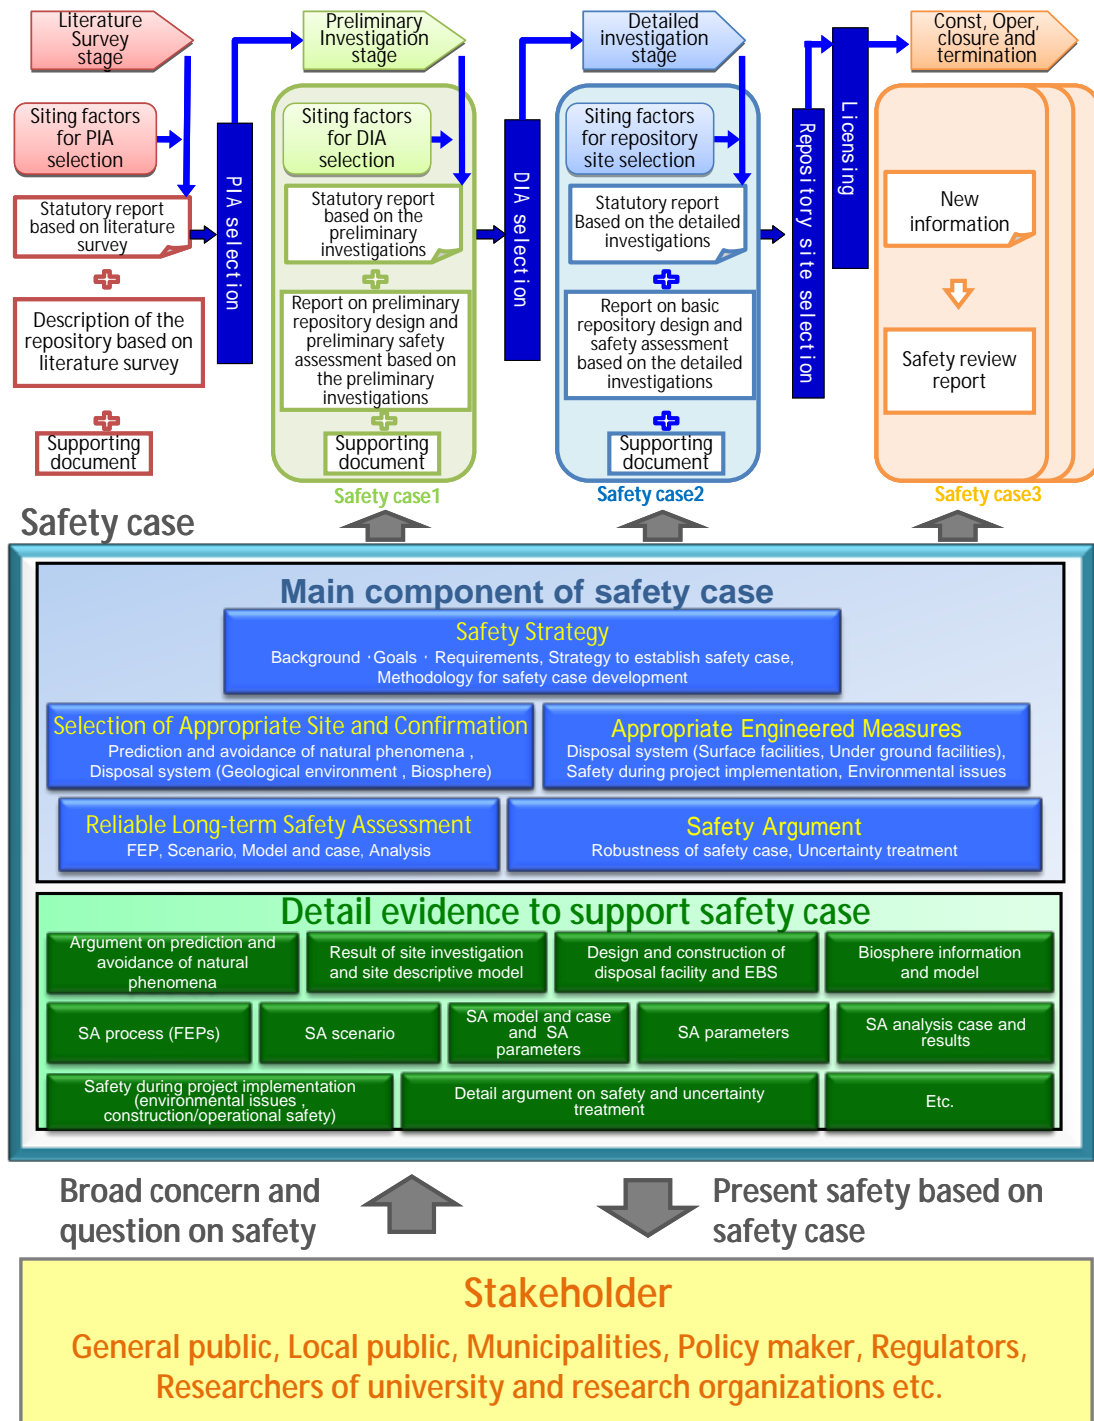 Literature
Survey
stage
Preliminary
Investigation
stage
Detailed
investigation
stage
Const, Oper,
closure and
termination
Siting factors
for PIA
selection
PIA selection
Siting factors
for DIA
selection
DIA selection
Siting factors
for repository
site selection
Repository site selection
Licensing
Statutory report
based on literature
survey
Statutory report
based on the
preliminary
investigations
Statutory report
Based on the detailed
investigations
New
information
Description of the
repository based on
literature survey
Report on preliminary
repository design and
preliminary safety
assessment based on
the preliminary
investigations
Report on basic
repository design and
safety assessment
based on the detailed
investigations
Safety review
report
Supporting
document
Supporting
document
Supporting
document
Safety case1
Safety case2
Safety case3
Safety case
Main component of safety case
Safety Strategy
Background ・Goals・ Requirements, Strategy to establish safety case,
Methodology for safety case development
Selection of Appropriate Site and Confirmation
Prediction and avoidance of natural phenomena ,
Disposal system (Geological environment , Biosphere)
Appropriate Engineered Measures
Disposal system (Surface facilities, Under ground facilities),
Safety during project implementation, Environmental issues
Reliable Long-term Safety Assessment
FEP, Scenario, Model and case, Analysis
Safety Argument
Robustness of safety case, Uncertainty treatment
Detail evidence to support safety case
Argument on prediction and
avoidance of natural
phenomena
Result of site investigation
and site descriptive model
Design and construction of
disposal facility and EBS
Biosphere information
and model
SA process (FEPs)
SA scenario
SA model and case
and SA
parameters
SA parameters
SA analysis case and
results
Safety during project implementation
(environmental issues ,
construction/operational safety)
Detail argument on safety and uncertainty
treatment
Etc.
Broad concern and
question on safety
Present safety based on
safety case
Stakeholder
General public, Local public, Municipalities, Policy maker, Regulators,
Researchers of university and research organizations etc.